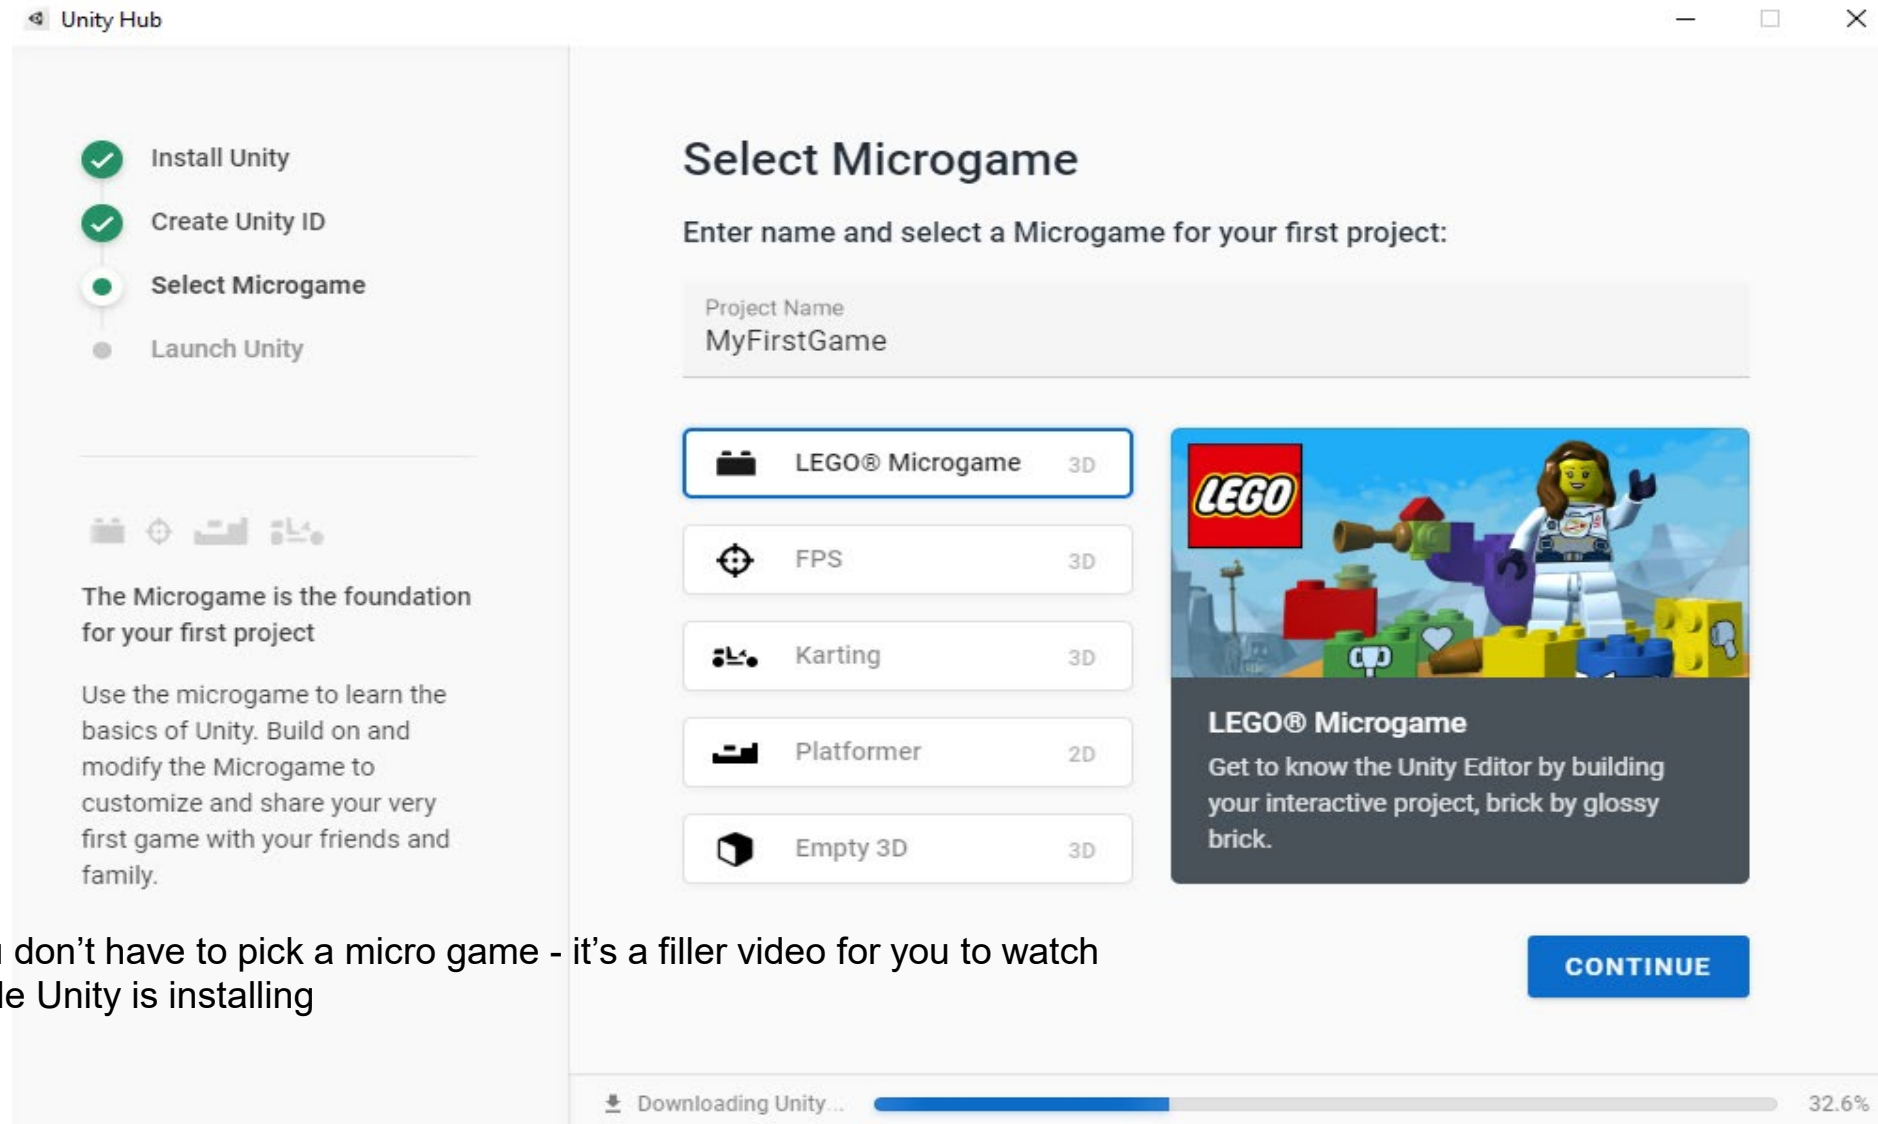 Unity Hub
Install Unity
Create Unity ID
Select Microgame
Launch Unity
The Microgame is the foundation
for your first project
Use the microgame to learn the
basics of Unity. Build on and
modify the Microgame to
customize and share your very
first game with your friends and
family.
Select Microgame
Enter name and select a Microgame for your first project:
Project Name
MyFirstGame
LEGO® Microgame 3D
FPS 3D
Karting 3D
Platformer 2D
Empty 3D 3D
LEGO
LEGO® Microgame
Get to know the Unity Editor by building
your interactive project, brick by glossy
brick.
don’t have to pick a micro game - it’s a filler video for you to watch
Unity is installing
CONTINUE
Downloading Unity...
32.6%